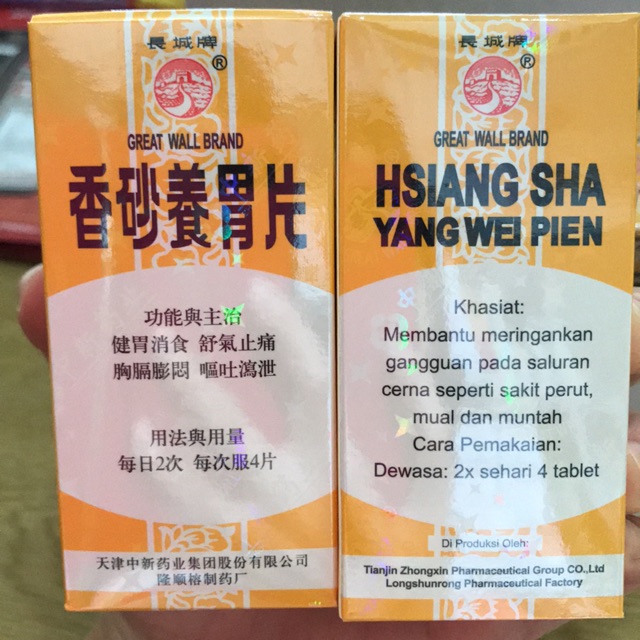 長城牌
®
GREAT WALL BRAND
香砂養胃片
功能與主治
健胃消食 舒氣止痛
胸膈膨悶 嘔吐瀉泄
用法與用量
每日2次 每次服4片
天津中新药业集团股份有限公司
隆顺榕制药厂
長城牌
®
GREAT WALL BRAND
HSIANG SHA
YANG WEI PIEN
Khasiat:
Membantu meringankan
gangguan pada saluran
cerna seperti sakit perut,
mual dan muntah
Cara Pemakaian:
Dewasa: 2x sehari 4 tablet
Di Produksi Oleh:
Tianjin Zhongxin Pharmaceutical Group CO.,Ltd
Longshunrong Pharmaceutical Factory